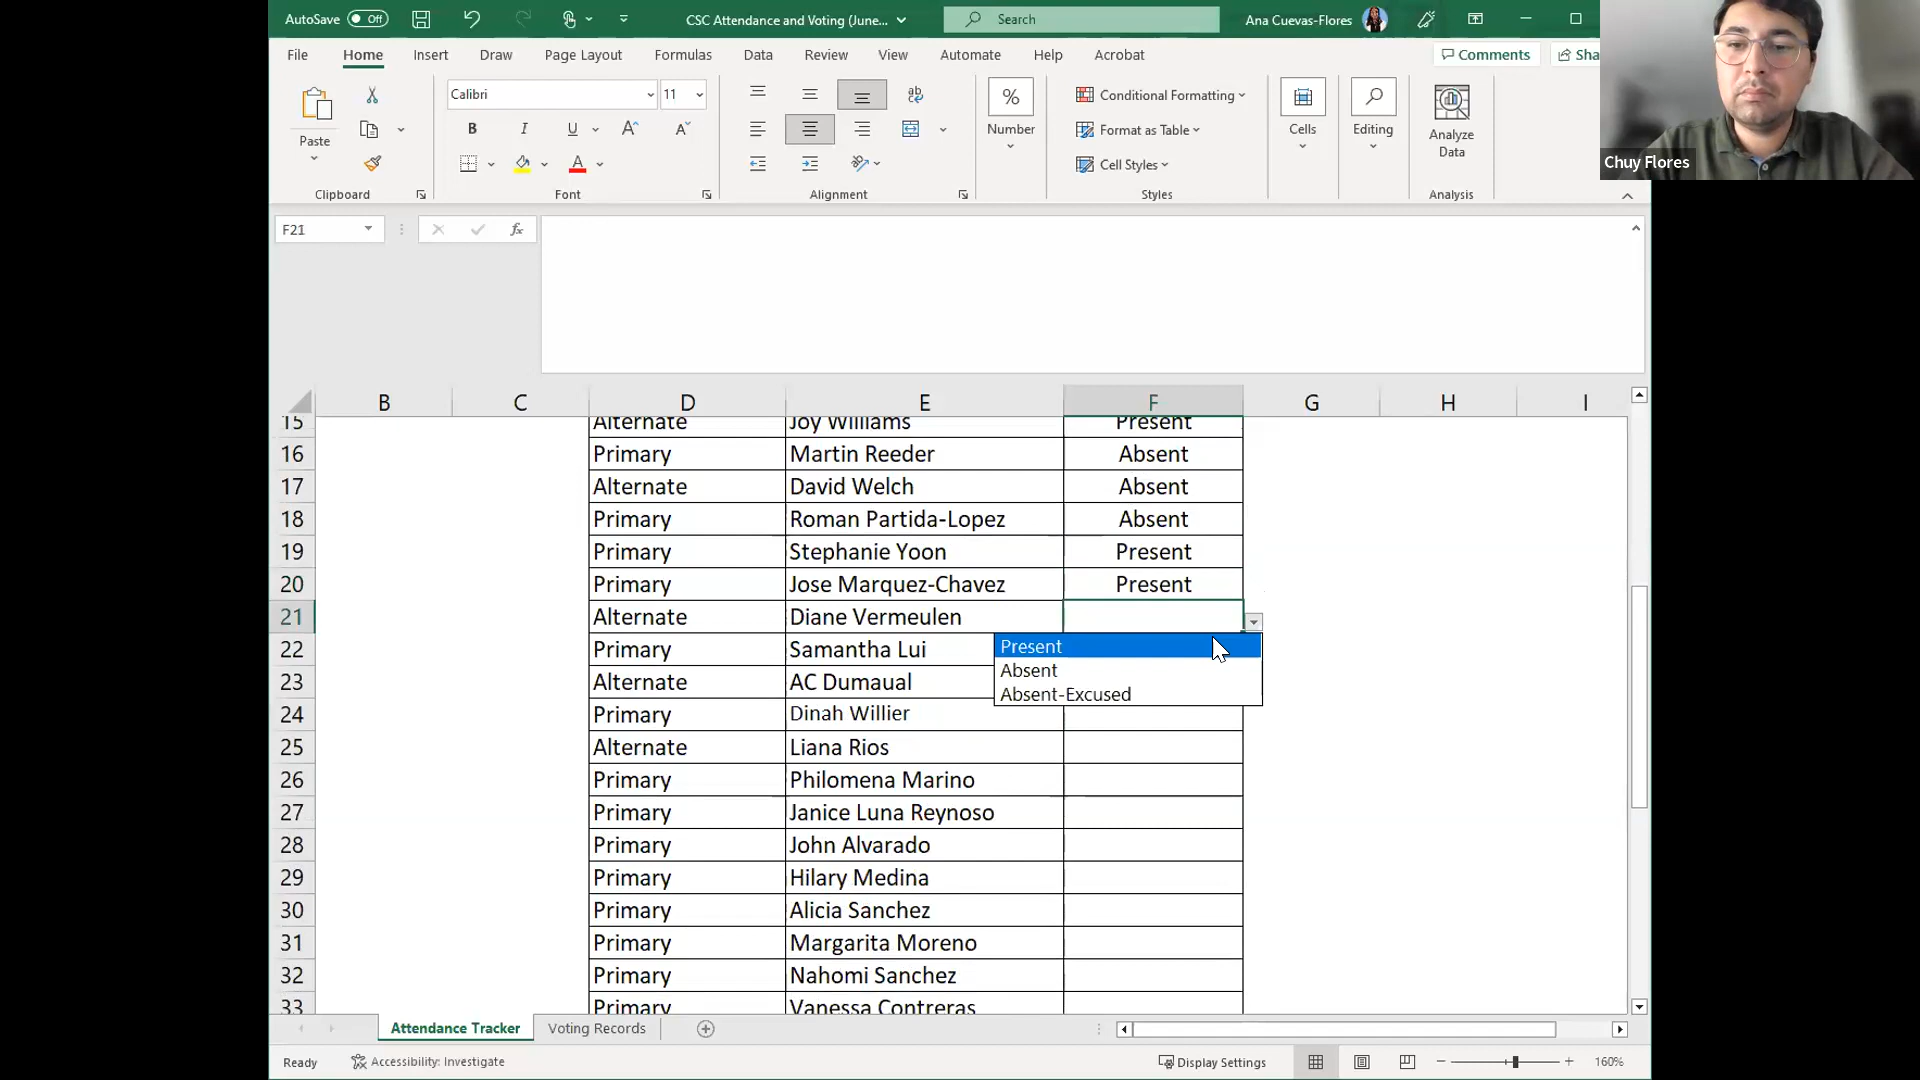 AutoSave Off CSC Attendance and Voting (June... Search Ana Cuevas-Flores
File Home Insert Draw Page Layout Formulas Data Review View Automate Help Acrobat Comments Sha
Calibri 11 ab
Paste B I U A A Number Conditional Formatting Format as Table Cell Styles Cells Editing Analyze Data
Clipboard Font Alignment Styles Analysis
Chuy Flores
F21 fx
B C D E F G H I
15 Alternate Joy Williams Present
16 Primary Martin Reeder Absent
17 Alternate David Welch Absent
18 Primary Roman Partida-Lopez Absent
19 Primary Stephanie Yoon Present
20 Primary Jose Marquez-Chavez Present
21 Alternate Diane Vermeulen
22 Primary Samantha Lui
Present
23 Alternate AC Dumaual
Absent
24 Primary Dinah Willier
Absent-Excused
25 Alternate Liana Rios
26 Primary Philomena Marino
27 Primary Janice Luna Reynoso
28 Primary John Alvarado
29 Primary Hilary Medina
30 Primary Alicia Sanchez
31 Primary Margarita Moreno
32 Primary Nahomi Sanchez
33 Primary Vanessa Contreras
Attendance Tracker Voting Records
Ready Accessibility: Investigate Display Settings 160%